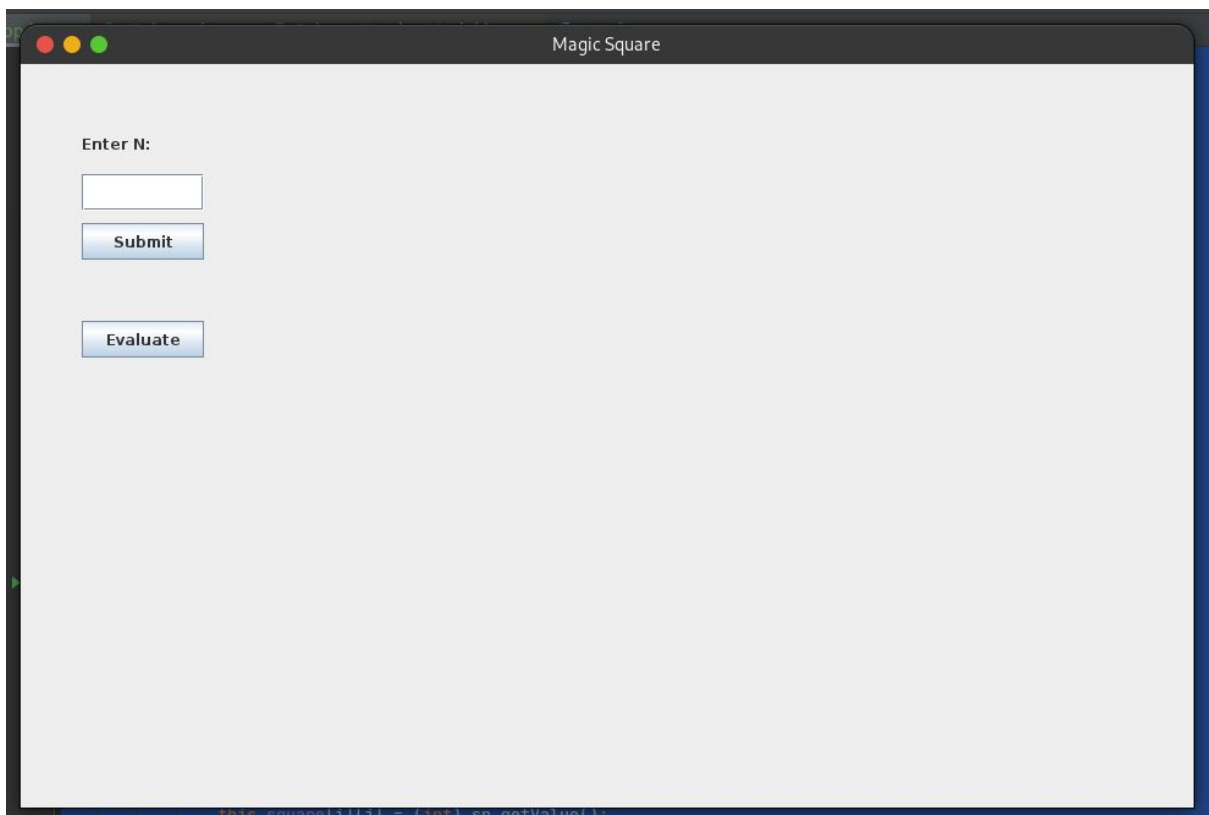 Magic Square
Enter N:
Submit
Evaluate
this.square[i][j] = (int) sp.getValue();